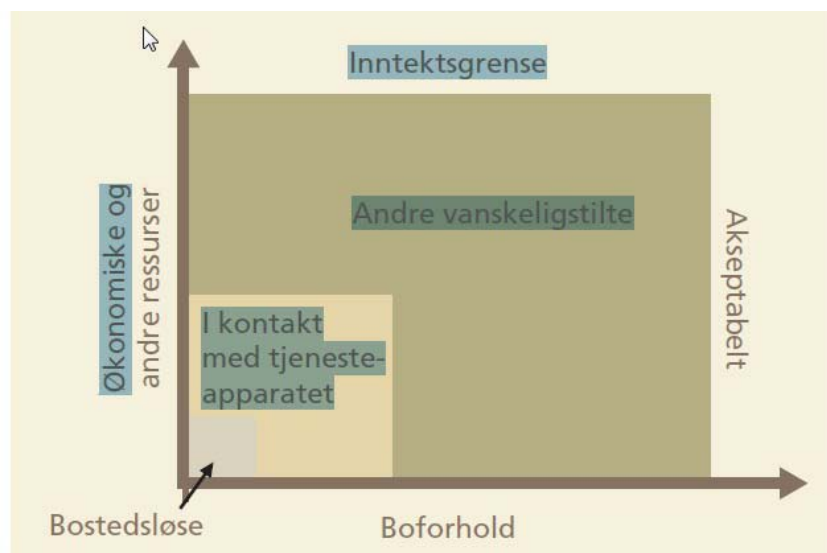 Inntektsgrense
Økonomiske og
andre ressurser
Andre vanskeligstilte
Akseptabelt
I kontakt
med tjeneste-
apparatet
Bostedsløse
Boforhold